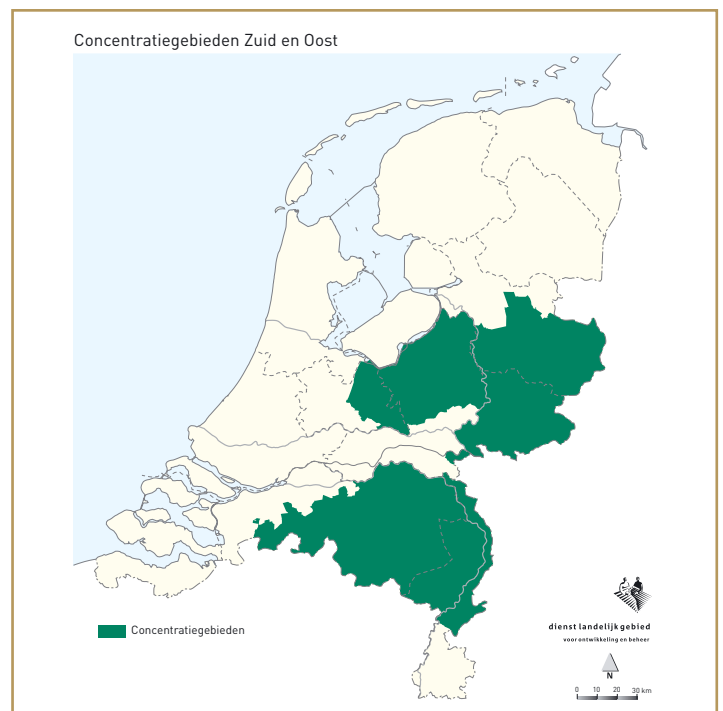 Concentratiegebieden Zuid en Oost
Concentratiegebieden
dienst landelijk gebied
voor ontwikkeling en beheer
N
0 10 20 30 km